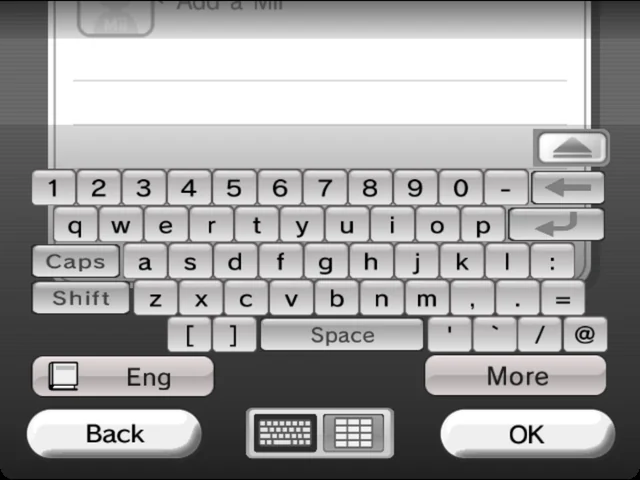 Add a Mii
1 2 3 4 5 6 7 8 9 0 -
q w e r t y u i o p
Caps a s d f g h j k l :
Shift z x c v b n m , . =
[ ] Space ' ` / @
Eng More
Back OK